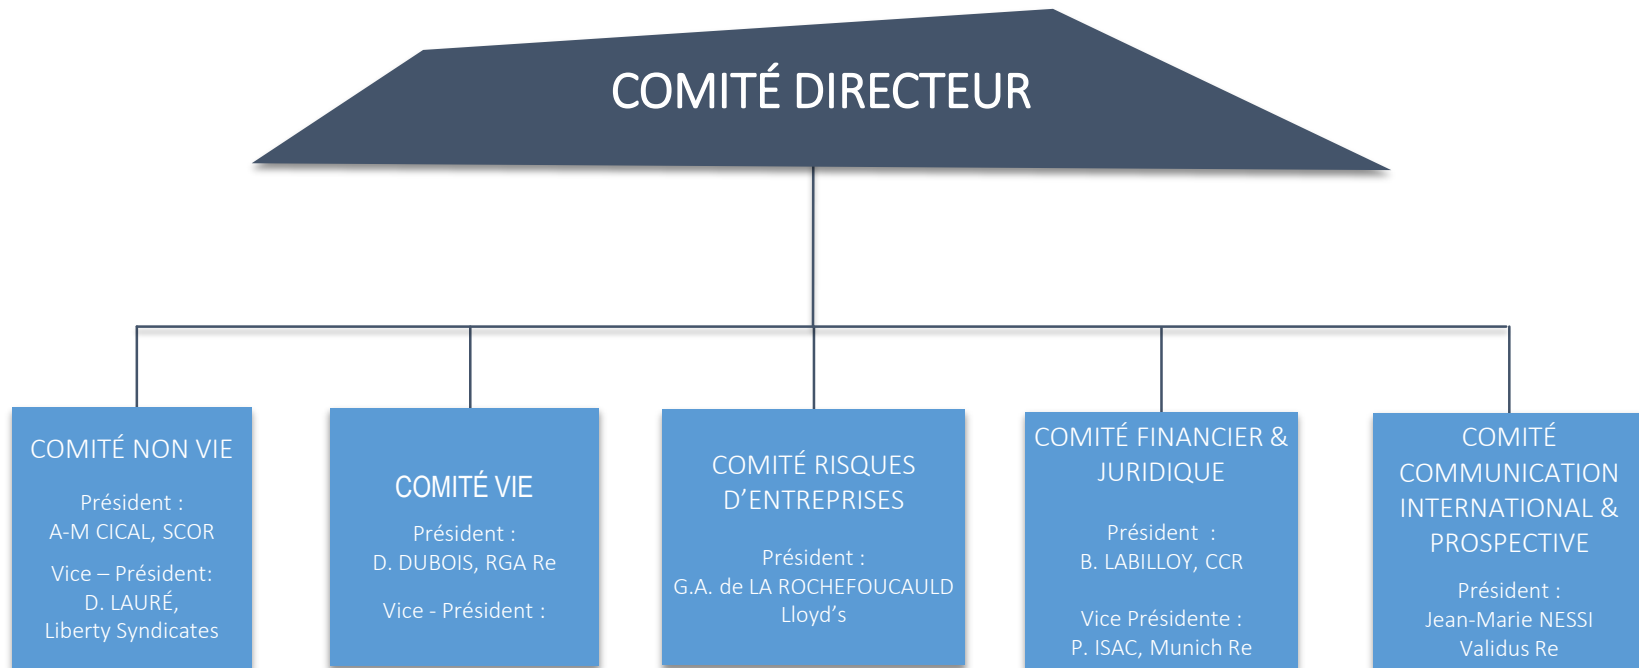 COMITÉ DIRECTEUR
COMITÉ NON VIE
Président :
A-M CICAL, SCOR
Vice – Président:
D. LAURÉ,
Liberty Syndicates
COMITÉ VIE
Président :
D. DUBOIS, RGA Re
Vice - Président :
COMITÉ RISQUES
D’ENTREPRISES
Président :
G.A. de LA ROCHEFOUCAULD
Lloyd’s
COMITÉ FINANCIER &
JURIDIQUE
Président :
B. LABILLOY, CCR
Vice Présidente :
P. ISAC, Munich Re
COMITÉ
COMMUNICATION
INTERNATIONAL &
PROSPECTIVE
Président :
Jean-Marie NESSI
Validus Re